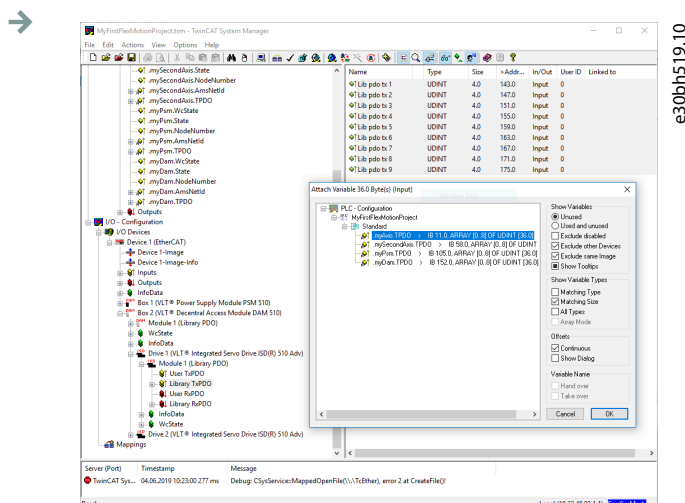 MyFirstFlexMotionProject.tsm - TwinCAT System Manager
File Edit Actions View Options Help
.mySecondAxis.State
.mySecondAxis.NodeNumber
.mySecondAxis.AmsNetId
.mySecondAxis.TPDO
.myPsm.WcState
.myPsm.State
.myPsm.NodeNumber
.myPsm.AmsNetId
.myPsm.TPDO
.myDam.WcState
.myDam.State
.myDam.NodeNumber
.myDam.AmsNetId
.myDam.TPDO
Outputs
I/O - Configuration
I/O Devices
Device 1 (EtherCAT)
Device 1-Image
Device 1-Image-Info
Inputs
Outputs
InfoData
Box 1 (VLT® Power Supply Module PSM 510)
Box 2 (VLT® Decentral Access Module DAM 510)
Module 1 (Library PDO)
WcState
InfoData
Drive 1 (VLT® Integrated Servo Drive ISD(R) 510 Adv)
Module 1 (Library PDO)
User TxPDO
Library TxPDO
User RxPDO
Library RxPDO
InfoData
WcState
Drive 2 (VLT® Integrated Servo Drive ISD(R) 510 Adv)
Mappings
Name Type Size >Addr... In/Out User ID Linked to
Lib pdo tx 1 UDINT 4.0 143.0 Input 0
Lib pdo tx 2 UDINT 4.0 147.0 Input 0
Lib pdo tx 3 UDINT 4.0 151.0 Input 0
Lib pdo tx 4 UDINT 4.0 155.0 Input 0
Lib pdo tx 5 UDINT 4.0 159.0 Input 0
Lib pdo tx 6 UDINT 4.0 163.0 Input 0
Lib pdo tx 7 UDINT 4.0 167.0 Input 0
Lib pdo tx 8 UDINT 4.0 171.0 Input 0
Lib pdo tx 9 UDINT 4.0 175.0 Input 0
Attach Variable 36.0 Byte(s) (Input)
PLC - Configuration
MyFirstFlexMotionProject
Standard
.myAxis.TPDO > IB 11.0, ARRAY [0..8] OF UDINT [36.0]
.mySecondAxis.TPDO > IB 58.0, ARRAY [0..8] OF UDINT
.myPsm.TPDO > IB 105.0, ARRAY [0..8] OF UDINT [36.0]
.myDam.TPDO > IB 152.0, ARRAY [0..8] OF UDINT [36.0]
Show Variables
Unused
Used and unused
Exclude disabled
Exclude other Devices
Exclude same Image
Show Tooltips
Show Variable Types
Matching Type
Matching Size
All Types
Array Mode
Offsets
Continuous
Show Dialog
Variable Name
Hand over
Take over
Cancel OK
Server (Port) Timestamp Message
TwinCAT Sys... 04.06.2019 10:23:00 277 ms Debug: CSysService::MappedOpenFile(\\.\TcEther), error 2 at CreateFile()!
e30bh519.10